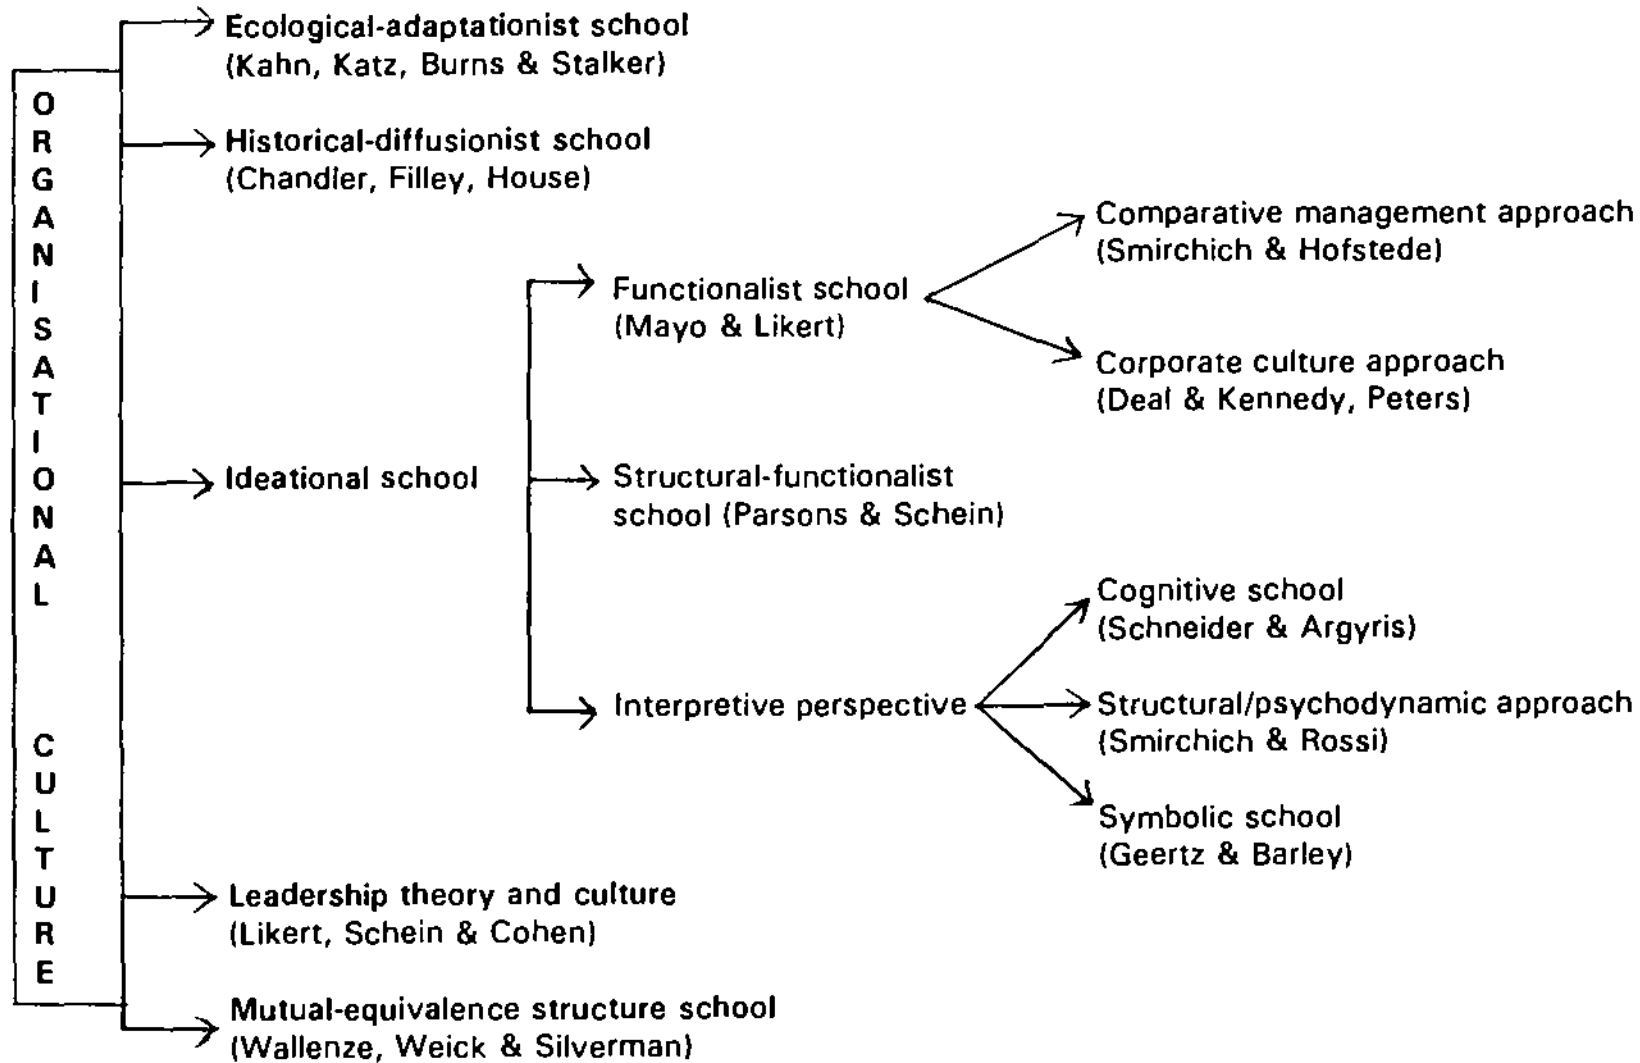 ORGANISATIONAL CULTURE
Ecological-adaptationist school
(Kahn, Katz, Burns & Stalker)
Historical-diffusionist school
(Chandler, Filley, House)
Ideational school
Functionalist school
(Mayo & Likert)
Comparative management approach
(Smirchich & Hofstede)
Corporate culture approach
(Deal & Kennedy, Peters)
Structural-functionalist
school (Parsons & Schein)
Interpretive perspective
Cognitive school
(Schneider & Argyris)
Structural/psychodynamic approach
(Smirchich & Rossi)
Symbolic school
(Geertz & Barley)
Leadership theory and culture
(Likert, Schein & Cohen)
Mutual-equivalence structure school
(Wallenze, Weick & Silverman)